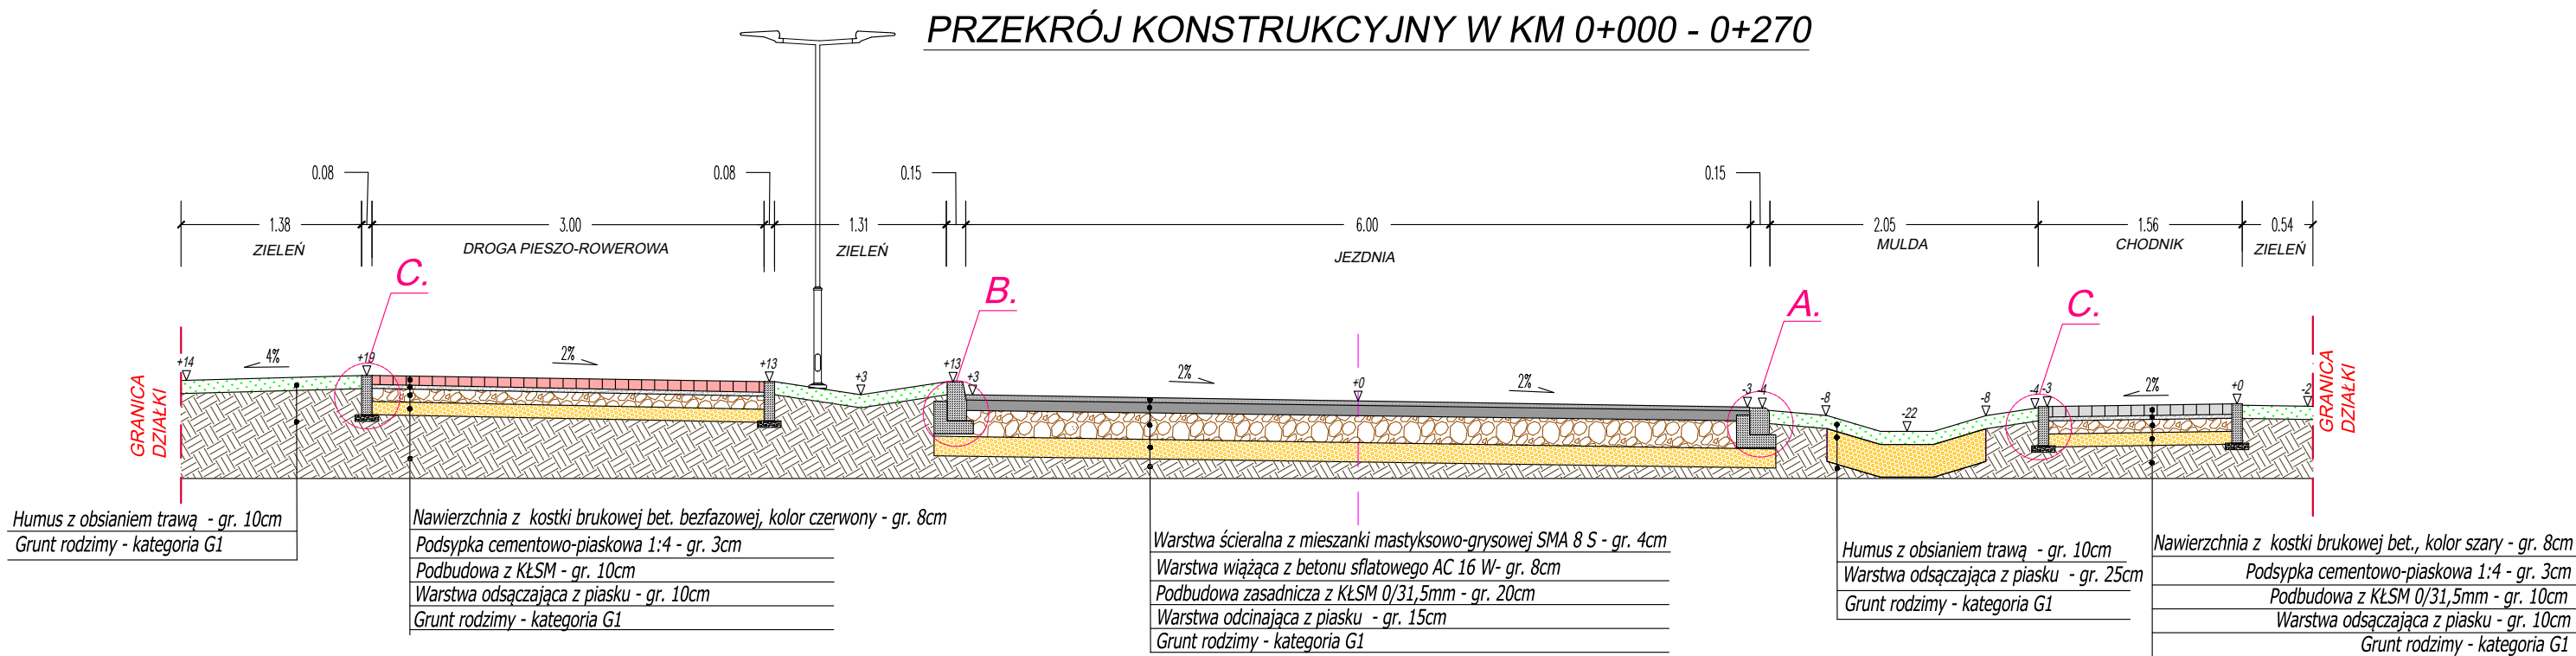 PRZEKRÓJ KONSTRUKCYJNY W KM 0+000 - 0+270
0.08
0.08
0.15
0.15
1.38
3.00
1.31
6.00
2.05
1.56
0.54
ZIELEŃ
DROGA PIESZO-ROWEROWA
ZIELEŃ
JEZDNIA
MULDA
CHODNIK
ZIELEŃ
C.
B.
A.
C.
GRANICA
DZIAŁKI
+14
4%
+19
2%
+13
+3
+13
+3
2%
+0
2%
-3
-4
-8
-22
-8
-4
-3
2%
+0
-2
GRANICA
DZIAŁKI
Humus z obsianiem trawą - gr. 10cm
Grunt rodzimy - kategoria G1
Nawierzchnia z kostki brukowej bet. bezfazowej, kolor czerwony - gr. 8cm
Podsypka cementowo-piaskowa 1:4 - gr. 3cm
Podbudowa z KŁSM - gr. 10cm
Warstwa odsączająca z piasku - gr. 10cm
Grunt rodzimy - kategoria G1
Warstwa ścieralna z mieszanki mastyksowo-grysowej SMA 8 S - gr. 4cm
Warstwa wiążąca z betonu sflatowego AC 16 W- gr. 8cm
Podbudowa zasadnicza z KŁSM 0/31,5mm - gr. 20cm
Warstwa odcinająca z piasku - gr. 15cm
Grunt rodzimy - kategoria G1
Humus z obsianiem trawą - gr. 10cm
Warstwa odsączająca z piasku - gr. 25cm
Grunt rodzimy - kategoria G1
Nawierzchnia z kostki brukowej bet., kolor szary - gr. 8cm
Podsypka cementowo-piaskowa 1:4 - gr. 3cm
Podbudowa z KŁSM 0/31,5mm - gr. 10cm
Warstwa odsączająca z piasku - gr. 10cm
Grunt rodzimy - kategoria G1